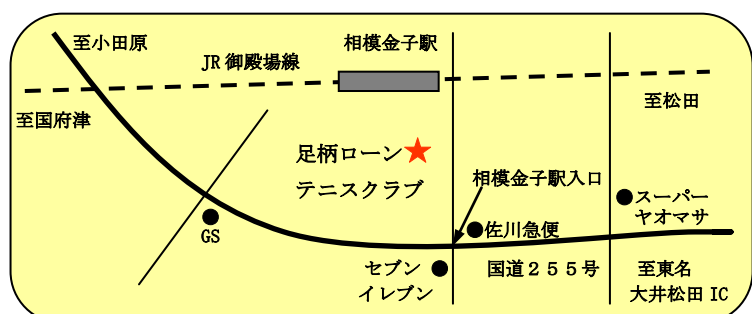 至小田原
相模金子駅
JR 御殿場線
至松田
至国府津
足柄ローン
テニスクラブ
相模金子駅入口
スーパー
ヤオマサ
佐川急便
GS
セブン
イレブン
国道２５５号
至東名
大井松田 IC